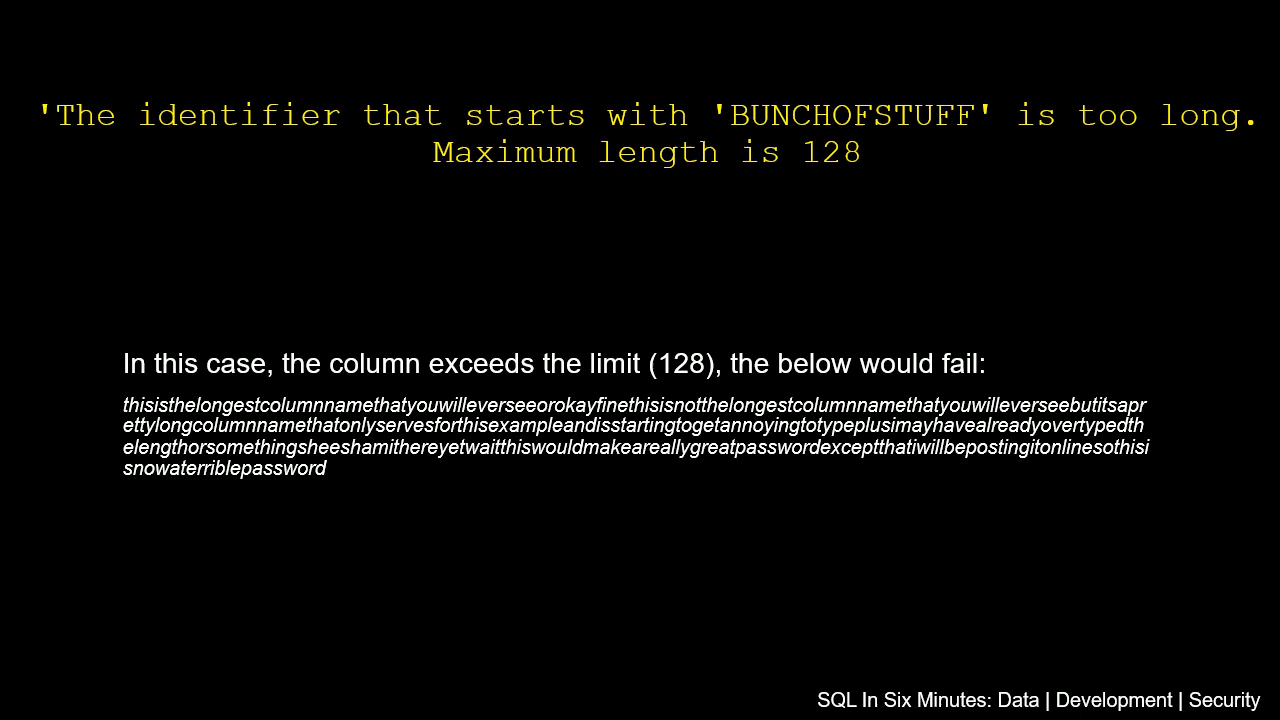 'The identifier that starts with 'BUNCHOFSTUFF' is too long.
Maximum length is 128
In this case, the column exceeds the limit (128), the below would fail:
thisisthelongestcolumnnamethatyouwilleverseeorokayfinethisisnotthelongestcolumnnamethatyouwilleverseebutitsapr
ettylongcolumnnamethatonlyservesforthisexampleandisstartingtogetannoyingtotypeplusimayhavealreadyovertypedth
elengthorsomethingsheeshamithereyetwaitthiswouldmakeareallygreatpasswordexceptthatiwillbepostingitonlinesothisi
snowaterriblepassword
SQL In Six Minutes: Data | Development | Security